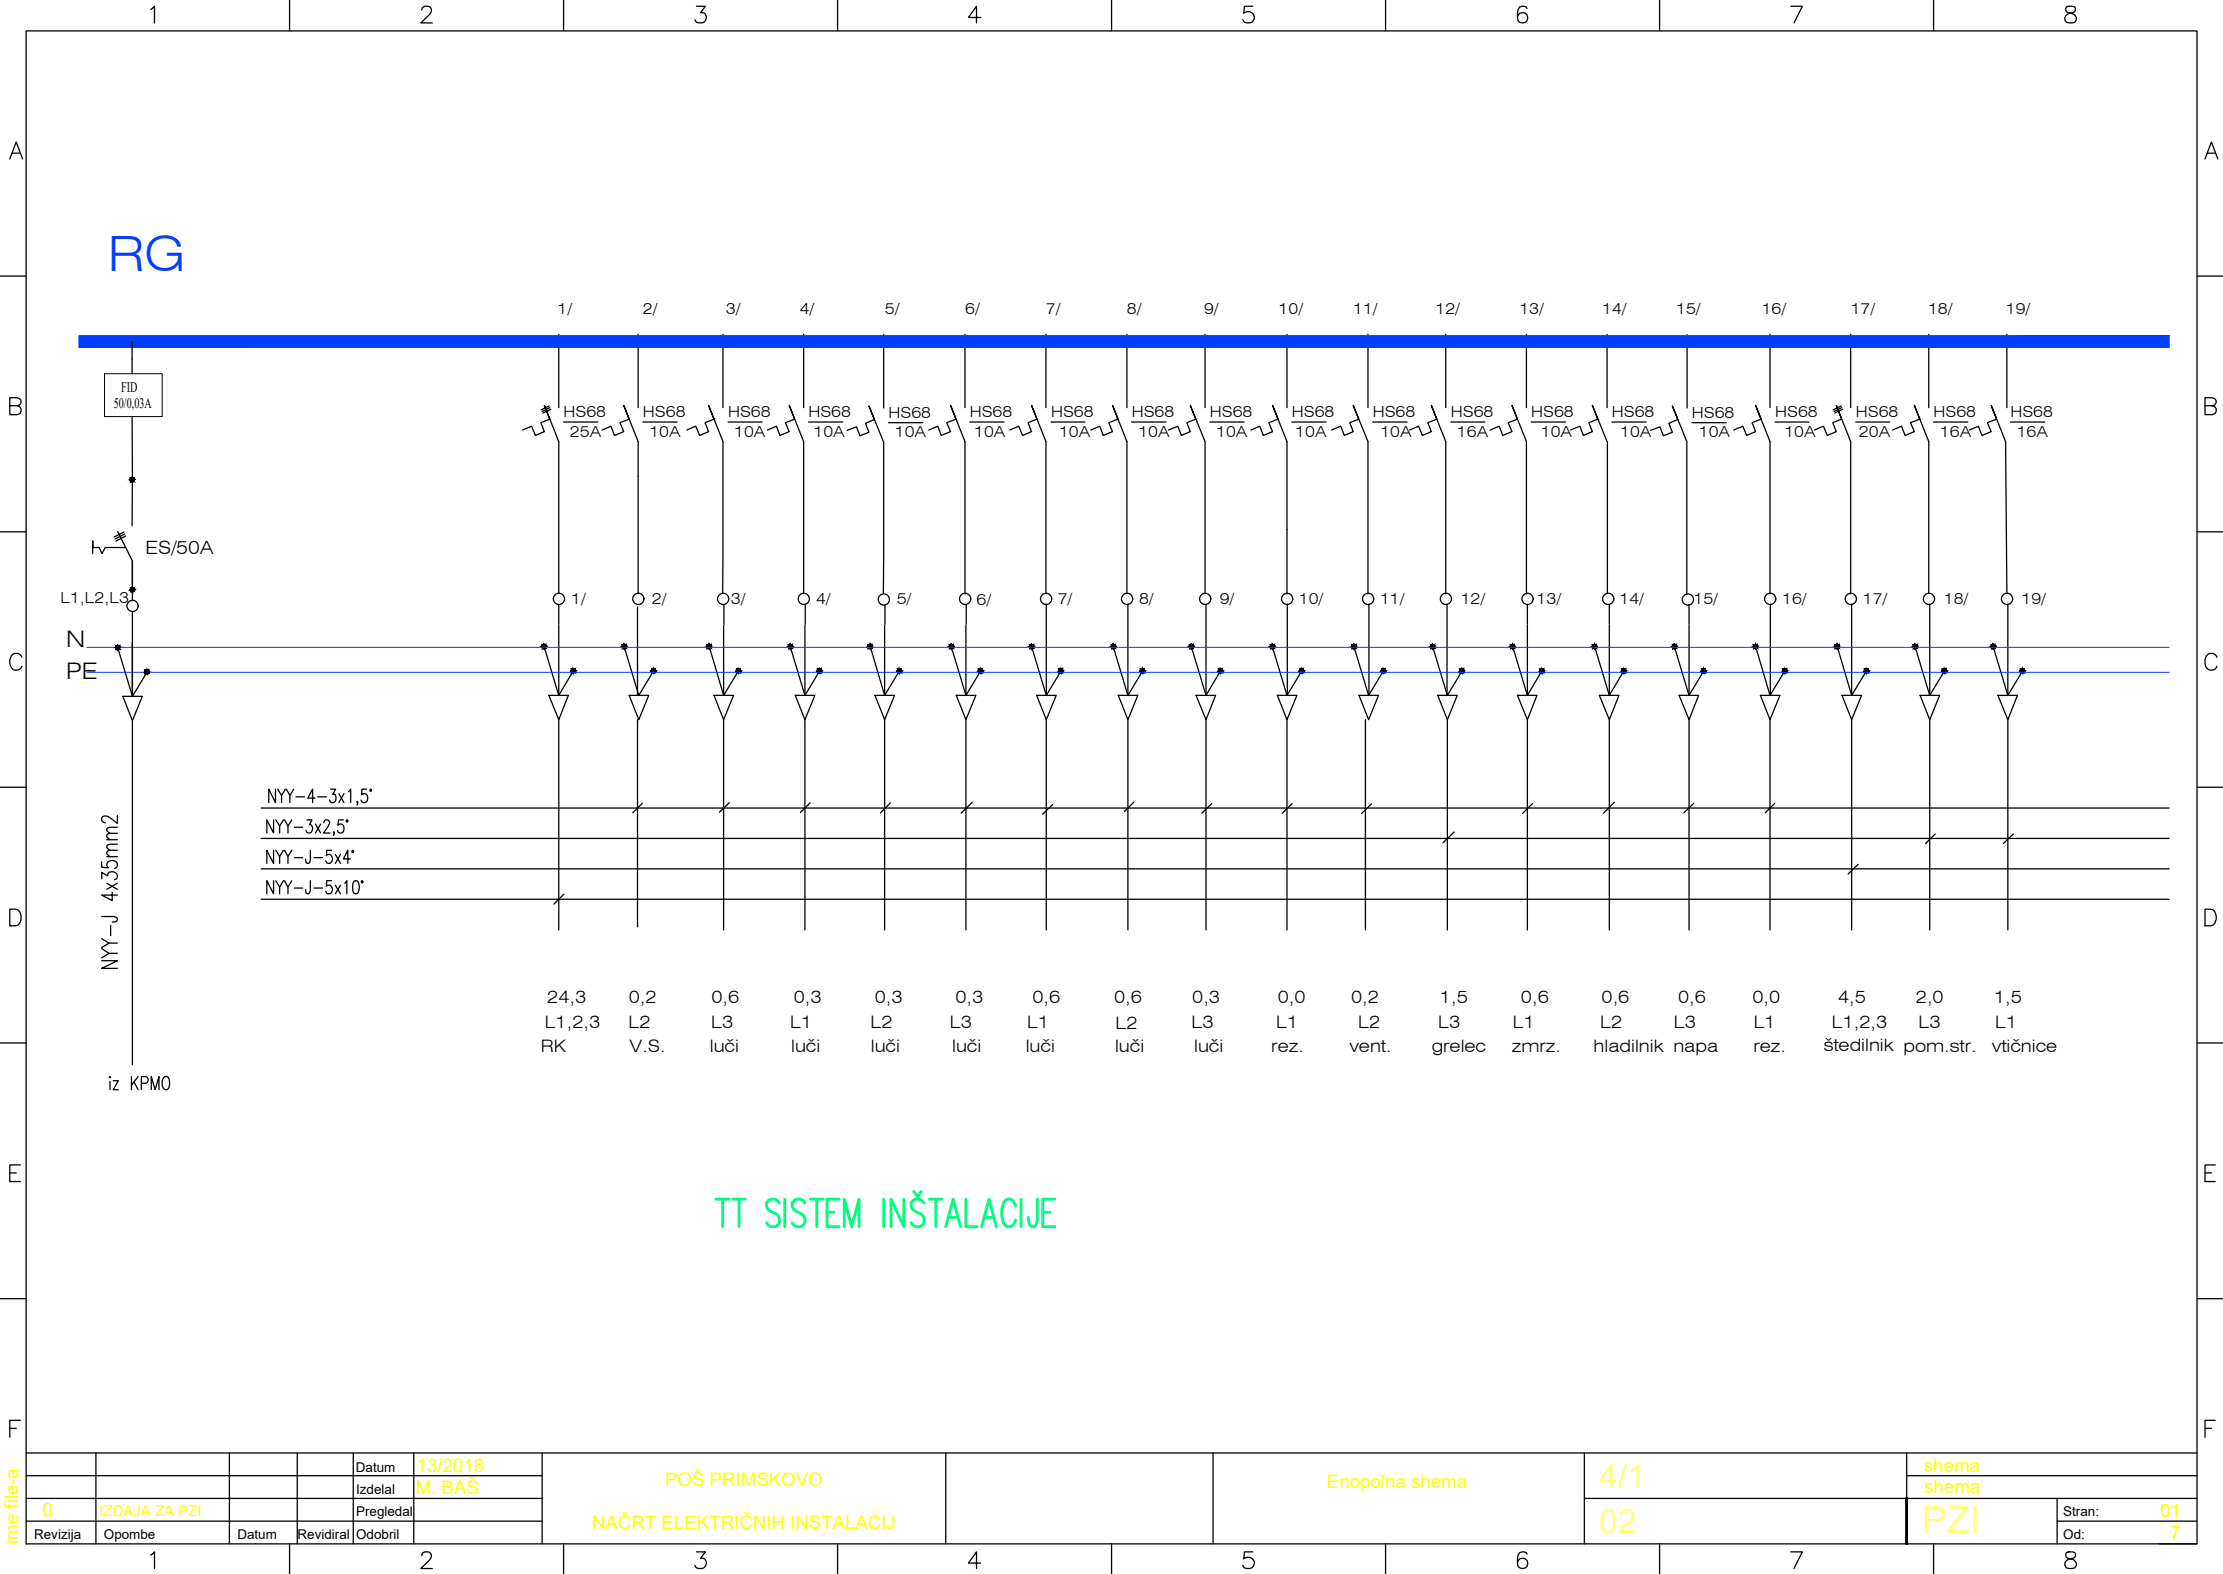 1 2 3 4 5 6 7 8
A A
RG
1/ 2/ 3/ 4/ 5/ 6/ 7/ 8/ 9/ 10/ 11/ 12/ 13/ 14/ 15/ 16/ 17/ 18/ 19/
FID
50/0,03A
B B
HS68 HS68 HS68 HS68 HS68 HS68 HS68 HS68 HS68 HS68 HS68 HS68 HS68 HS68 HS68 HS68 HS68 HS68 HS68
25A 10A 10A 10A 10A 10A 10A 10A 10A 10A 10A 16A 10A 10A 10A 10A 20A 16A 16A
ES/50A
L1,L2,L3
1/ 2/ 3/ 4/ 5/ 6/ 7/ 8/ 9/ 10/ 11/ 12/ 13/ 14/ 15/ 16/ 17/ 18/ 19/
N
PE
C C
NYY-4-3x1,5"
NYY-3x2,5"
NYY-J-5x4"
NYY-J-5x10"
NYY-J 4x35mm2
D D
24,3 0,2 0,6 0,3 0,3 0,3 0,6 0,6 0,3 0,0 0,2 1,5 0,6 0,6 0,6 0,0 4,5 2,0 1,5
L1,2,3 L2 L3 L1 L2 L3 L1 L2 L3 L1 L2 L3 L1 L2 L3 L1 L1,2,3 L3 L1
RK V.S. luči luči luči luči luči luči luči rez. vent. grelec zmrz. hladilnik napa rez. štedilnik pom.str. vtičnice
iz KPMO
E E
TT SISTEM INŠTALACIJE
F F
ime file-a
Datum 13/2018
Izdelal M. BAŠ
0 IZDAJA ZA PZI Pregledal
Revizija Opombe Datum Revidiral Odobril
POŠ PRIMSKOVO
NAČRT ELEKTRIČNIH INSTALACIJ
Enopolna shema
4/1
02
shema
shema
PZI
Stran: 01
Od: 7
1 2 3 4 5 6 7 8